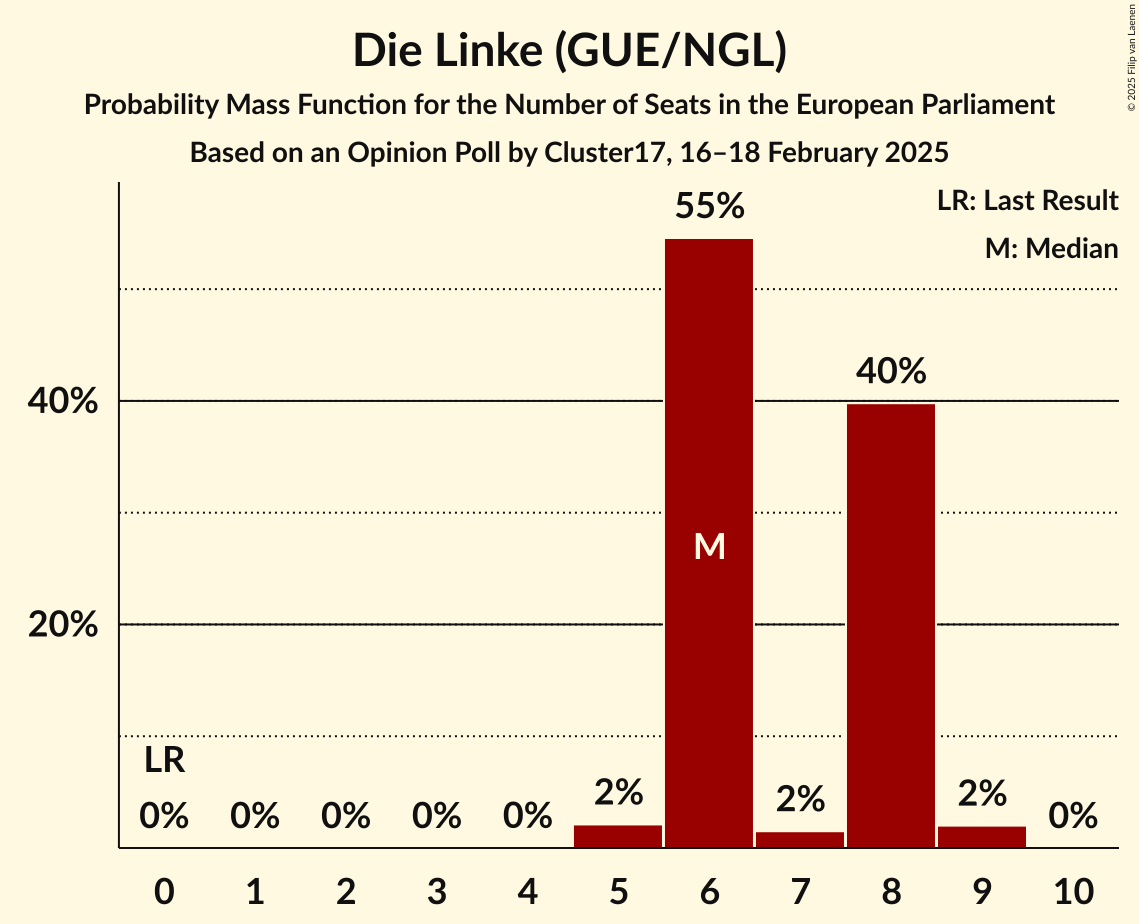 Die Linke (GUE/NGL)
Probability Mass Function for the Number of Seats in the European Parliament
Based on an Opinion Poll by Cluster17, 16–18 February 2025
© 2025 Filip van Laenen
LR: Last Result
M: Median
55%
40%
40%
M
20%
LR
0%
0%
0%
0%
0%
2%
2%
2%
0%
0 1 2 3 4 5 6 7 8 9 10